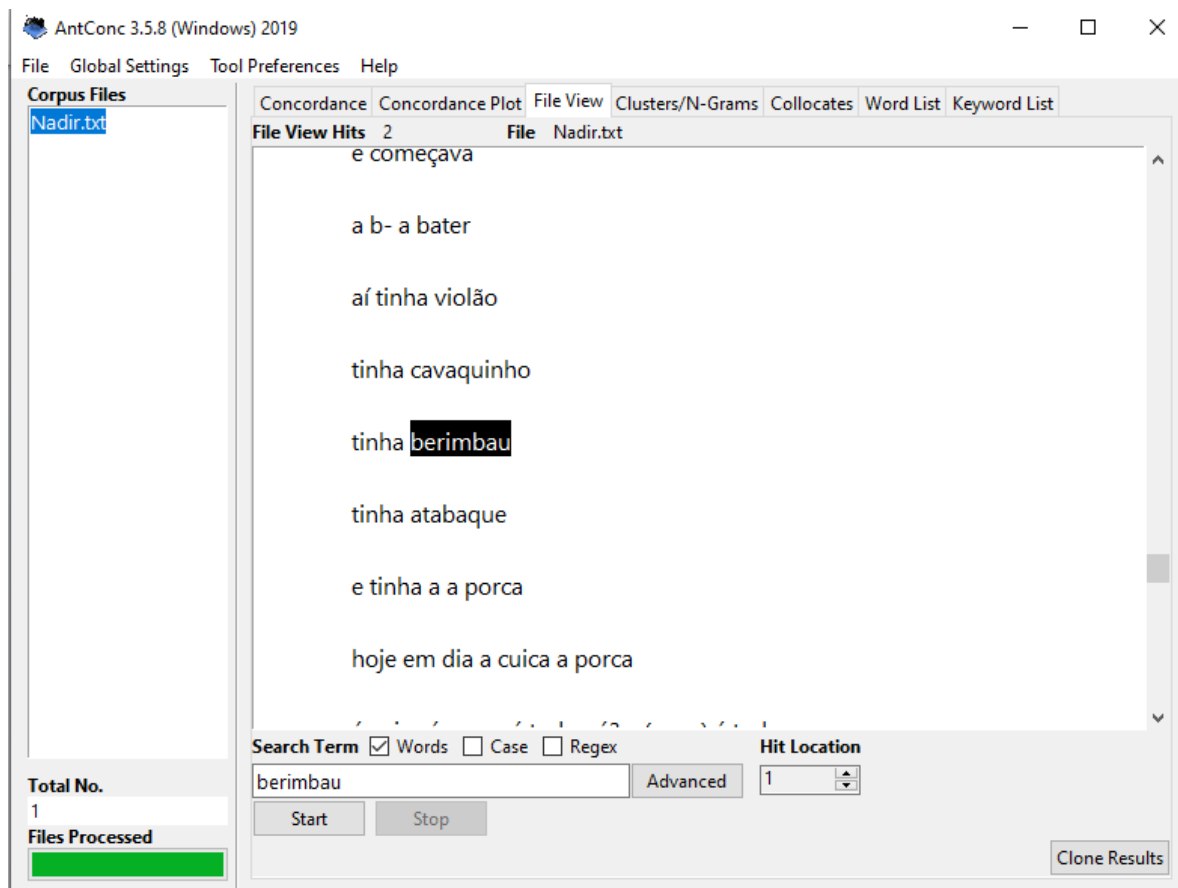 AntConc 3.5.8 (Windows) 2019
File Global Settings Tool Preferences Help
Corpus Files
Nadir.txt
Concordance Concordance Plot File View Clusters/N-Grams Collocates Word List Keyword List
File View Hits 2 File Nadir.txt
e começava
a b- a bater
aí tinha violão
tinha cavaquinho
tinha berimbau
tinha atabaque
e tinha a a porca
hoje em dia a cuica a porca
Search Term Words Case Regex Hit Location
berimbau Advanced 1
Start Stop
Total No.
1
Files Processed
Clone Results